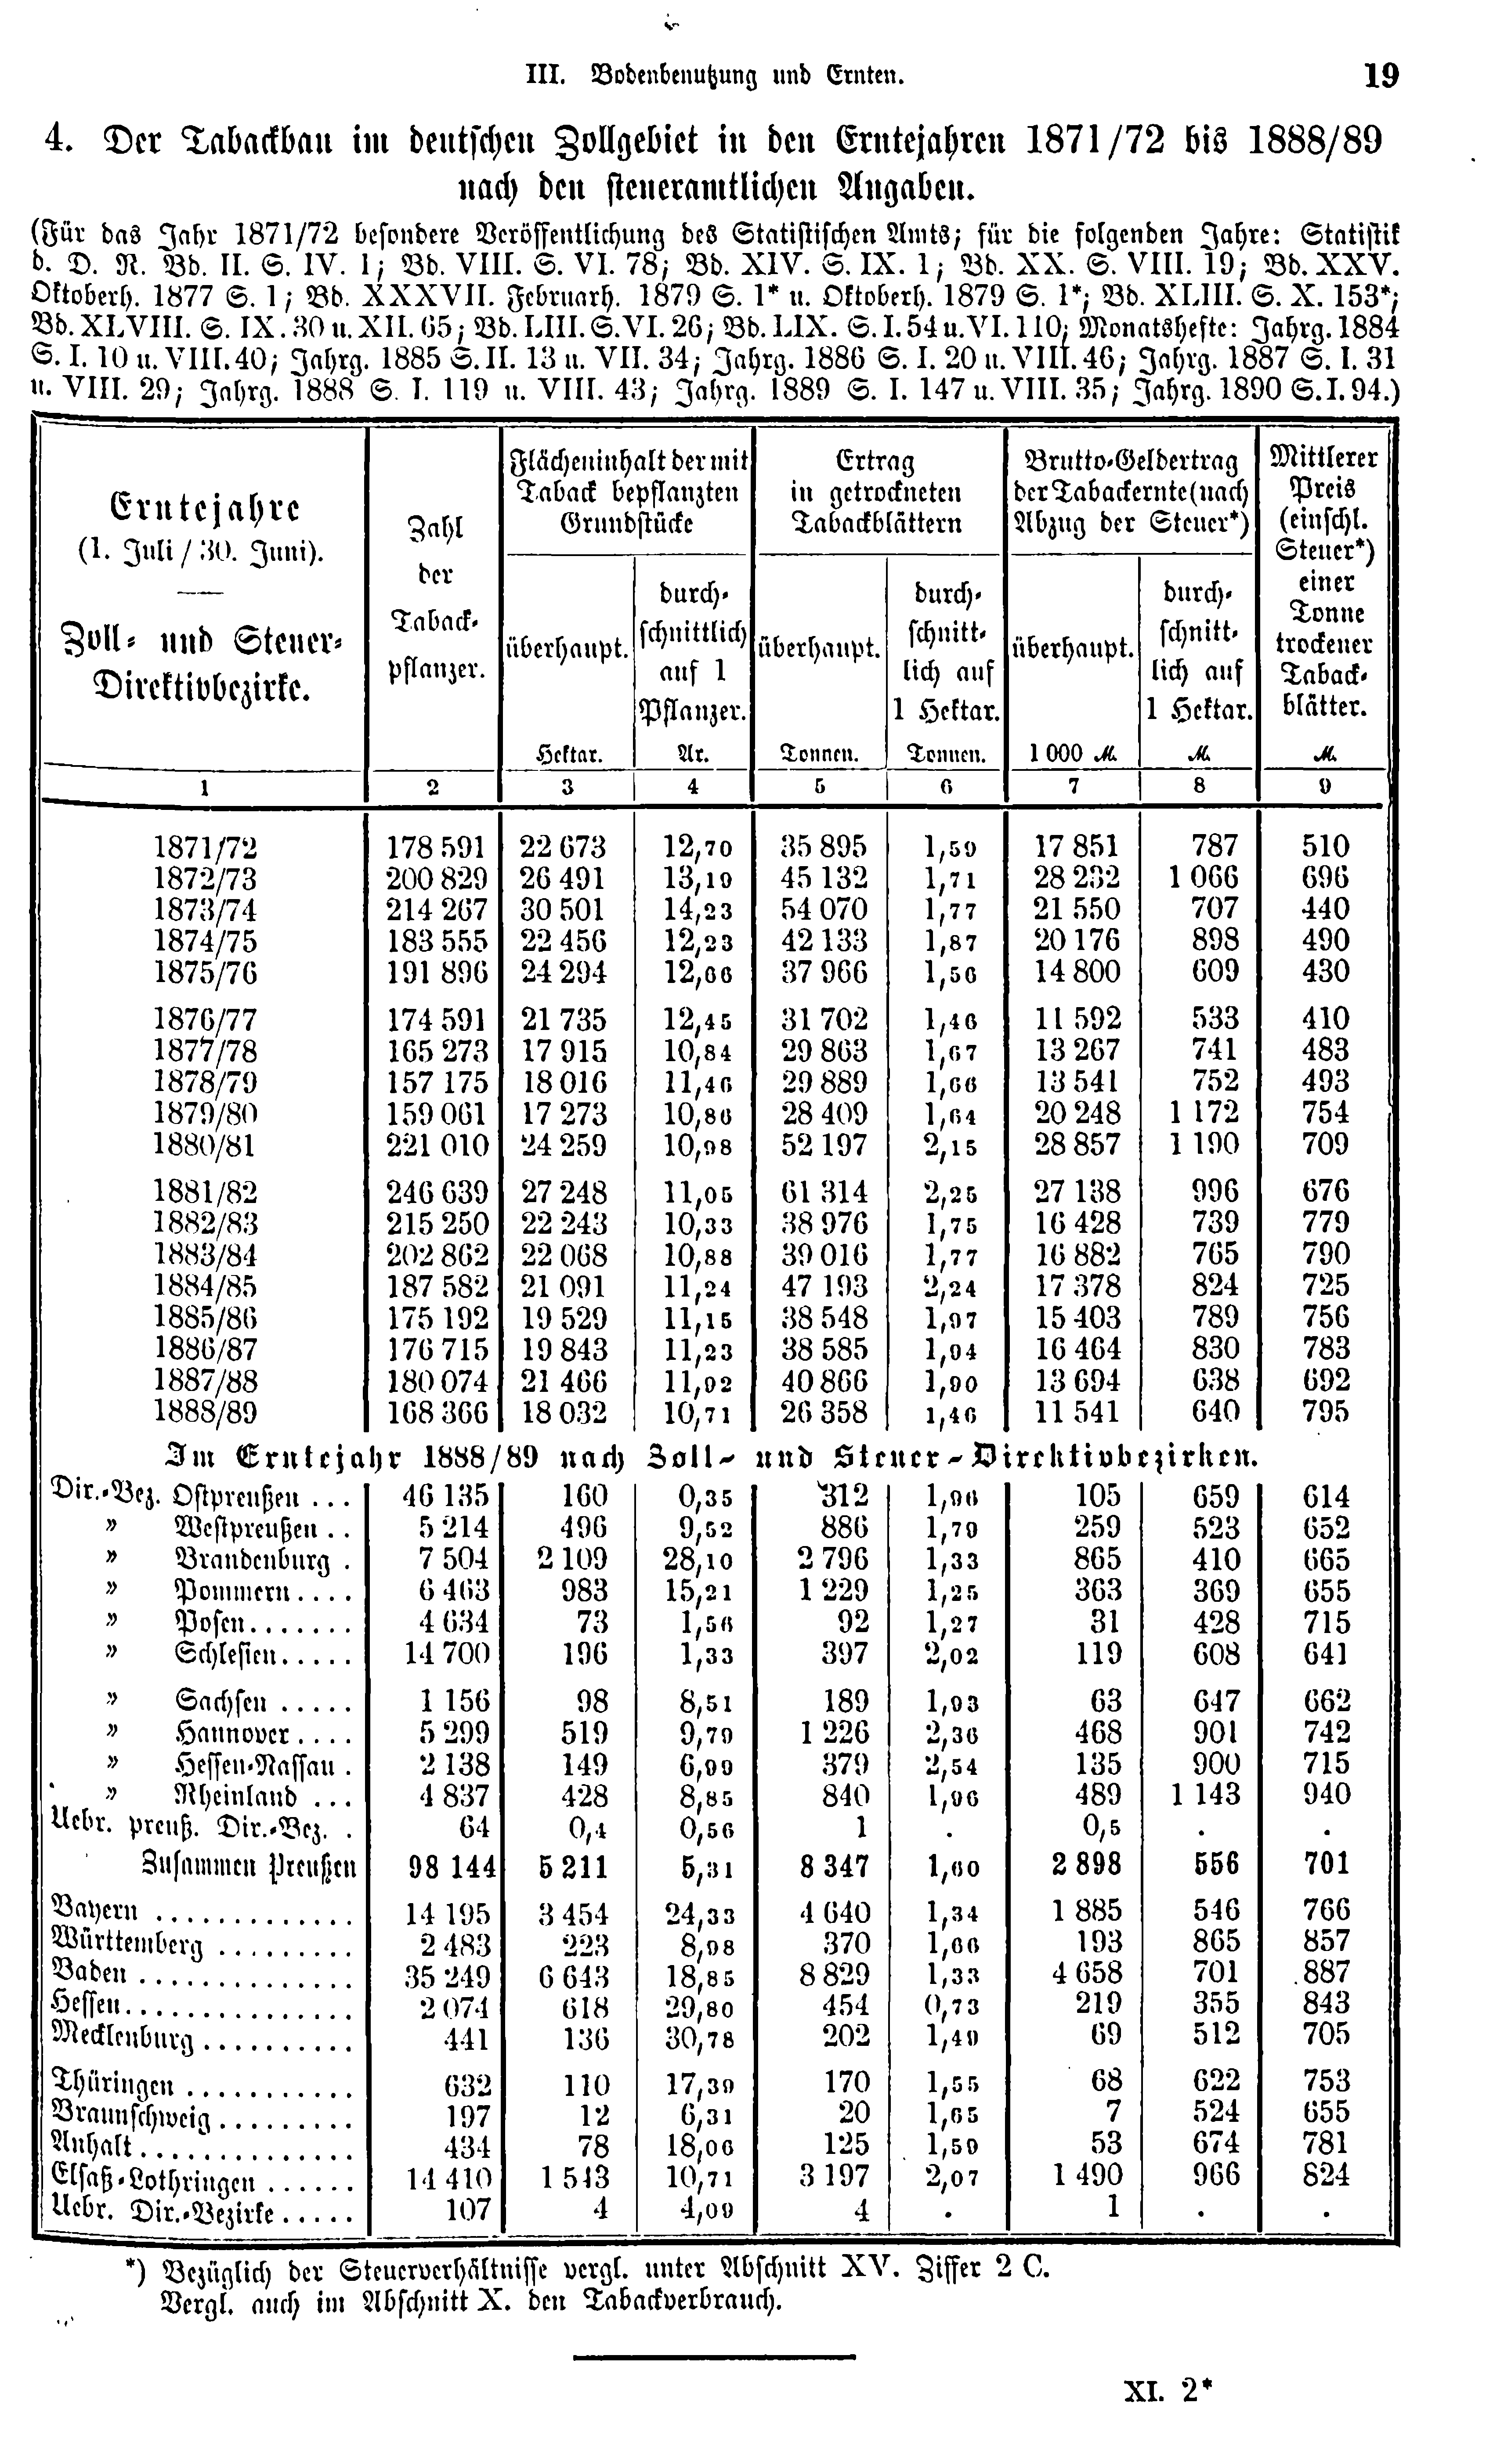 III. Bodenbenutzung und Ernten. 19
4. Der Tabackbau im deutschen Zollgebiet in den Erntejahren 1871/72 bis 1888/89
nach den steueramtlichen Angaben.
(Für das Jahr 1871/72 besondere Veröffentlichung des Statistischen Amts; für die folgenden Jahre: Statistik
d. D. R. Bd. II. S. IV. 1; Bd. VIII. S. VI. 78; Bd. XIV. S. IX. 1; Bd. XX. S. VIII. 19; Bd. XXV.
Oktoberh. 1877 S. 1; Bd. XXXVII. Februarh. 1879 S. 1* u. Oktoberh. 1879 S. 1*; Bd. XLIII. S. X. 153*;
Bd. XLVIII. S. IX. 30 u. XII. 65; Bd. LIII. S. VI. 26; Bd. LIX. S. I. 54 u. VI. 110; Monatshefte: Jahrg. 1884
S. I. 10 u. VIII. 40; Jahrg. 1885 S. II. 13 u. VII. 34; Jahrg. 1886 S. I. 20 u. VIII. 46; Jahrg. 1887 S. I. 31
u. VIII. 29; Jahrg. 1888 S. I. 119 u. VIII. 43; Jahrg. 1889 S. I. 147 u. VIII. 35; Jahrg. 1890 S. I. 94.)
Erntejahre
(1. Juli / 30. Juni).
Zoll- und Steuer-
Direktivbezirke.
Zahl
der
Taback-
pflanzer.
Flächeninhalt der mit
Taback bepflanzten
Grundstücke
überhaupt.
Hektar.
durch-
schnittlich
auf 1
Pflanzer.
Ar.
Ertrag
in getrockneten
Tabackblättern
überhaupt.
Tonnen.
durch-
schnitt-
lich auf
1 Hektar.
Tonnen.
Brutto-Geldertrag
der Tabackernte (nach
Abzug der Steuer*)
überhaupt.
1 000 ℳ
durch-
schnitt-
lich auf
1 Hektar.
ℳ
Mittlerer
Preis
(einschl.
Steuer*)
einer
Tonne
trockener
Taback-
blätter.
ℳ
1 2 3 4 5 6 7 8 9
1871/72 178 591 22 673 12,70 35 895 1,59 17 851 787 510
1872/73 200 829 26 491 13,19 45 132 1,71 28 232 1 066 696
1873/74 214 267 30 501 14,23 54 070 1,77 21 550 707 440
1874/75 183 555 22 456 12,23 42 133 1,87 20 176 898 490
1875/76 191 896 24 294 12,66 37 966 1,56 14 800 609 430
1876/77 174 591 21 735 12,45 31 702 1,46 11 592 533 410
1877/78 165 273 17 915 10,84 29 863 1,67 13 267 741 483
1878/79 157 175 18 016 11,46 29 889 1,66 13 541 752 493
1879/80 159 061 17 273 10,86 28 409 1,64 20 248 1 172 754
1880/81 221 010 24 259 10,98 52 197 2,15 28 857 1 190 709
1881/82 246 639 27 248 11,05 61 314 2,25 27 138 996 676
1882/83 215 250 22 243 10,33 38 976 1,75 16 428 739 779
1883/84 202 862 22 068 10,88 39 016 1,77 16 882 765 790
1884/85 187 582 21 091 11,24 47 193 2,24 17 378 824 725
1885/86 175 192 19 529 11,15 38 548 1,97 15 403 789 756
1886/87 176 715 19 843 11,23 38 585 1,94 16 464 830 783
1887/88 180 074 21 466 11,92 40 866 1,90 13 694 638 692
1888/89 168 366 18 032 10,71 26 358 1,46 11 541 640 795
Im Erntejahr 1888/89 nach Zoll- und Steuer-Direktivbezirken.
Dir.-Bez. Ostpreußen ... 46 135 160 0,35 312 1,96 105 659 614
" Westpreußen .. 5 214 496 9,52 886 1,79 259 523 652
" Brandenburg . 7 504 2 109 28,10 2 796 1,33 865 410 665
" Pommern .... 6 463 983 15,21 1 229 1,25 363 369 655
" Posen ....... 4 634 73 1,56 92 1,27 31 428 715
" Schlesien ..... 14 700 196 1,33 397 2,02 119 608 641
" Sachsen ..... 1 156 98 8,51 189 1,93 63 647 662
" Hannover .... 5 299 519 9,79 1 226 2,36 468 901 742
" Hessen-Nassau . 2 138 149 6,99 379 2,54 135 900 715
" Rheinland ... 4 837 428 8,85 840 1,96 489 1 143 940
Uebr. preuß. Dir.-Bez. . 64 0,4 0,56 1 . 0,5 . .
Zusammen Preußen 98 144 5 211 5,31 8 347 1,60 2 898 556 701
Bayern ............. 14 195 3 454 24,33 4 640 1,34 1 885 546 766
Württemberg ......... 2 483 223 8,98 370 1,66 193 865 857
Baden .............. 35 249 6 643 18,85 8 829 1,33 4 658 701 887
Hessen .............. 2 074 618 29,80 454 0,73 219 355 843
Mecklenburg .......... 441 136 30,78 202 1,49 69 512 705
Thüringen ........... 632 110 17,39 170 1,55 68 622 753
Braunschweig ......... 197 12 6,31 20 1,65 7 524 655
Anhalt .............. 434 78 18,06 125 1,59 53 674 781
Elsaß-Lothringen ...... 14 410 1 543 10,71 3 197 2,07 1 490 966 824
Uebr. Dir.-Bezirke ..... 107 4 4,09 4 . 1 . .
*) Bezüglich der Steuerverhältnisse vergl. unter Abschnitt XV. Ziffer 2 C.
Vergl. auch im Abschnitt X. den Tabackverbrauch.
XI. 2*